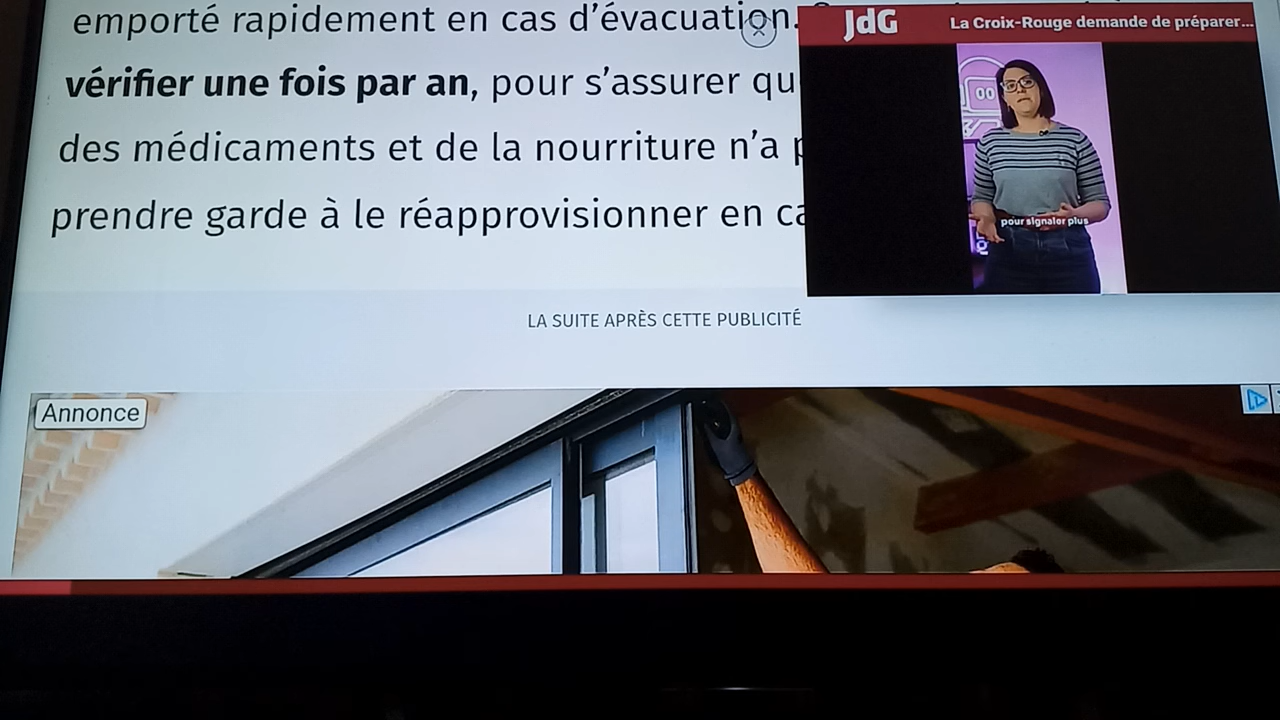 emporté rapidement en cas d'évacuation.
vérifier une fois par an, pour s'assurer qu
des médicaments et de la nourriture n'a p
prendre garde à le réapprovisionner en ca
JdG
La Croix-Rouge demande de préparer...
00
pour signaler plus
LA SUITE APRÈS CETTE PUBLICITÉ
Annonce